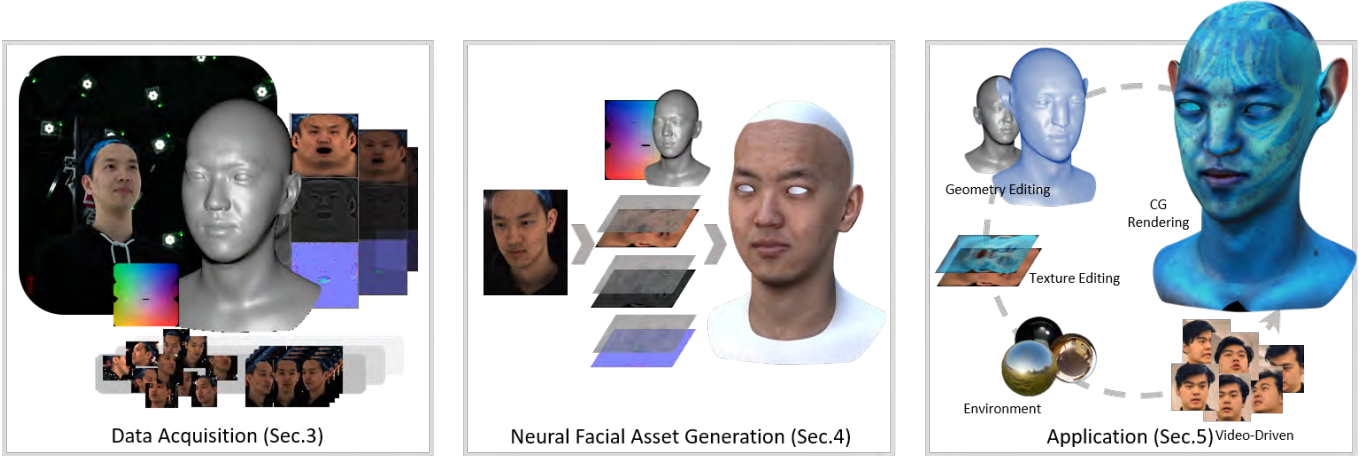 Geometry Editing
CG
Rendering
Texture Editing
Environment
Data Acquisition (Sec.3)
Neural Facial Asset Generation (Sec.4)
Application (Sec.5)
Video-Driven